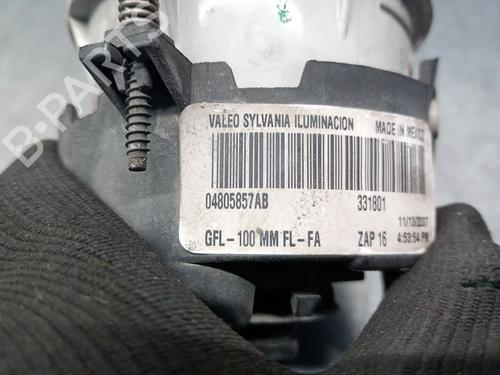 VALEO SYLVANIA ILUMINACION MADE IN MEXICO
04805857AB 331801
11/13/2007
GFL-100 MM FL-FA ZAP 16 4:53:54 PM
B-PARTS